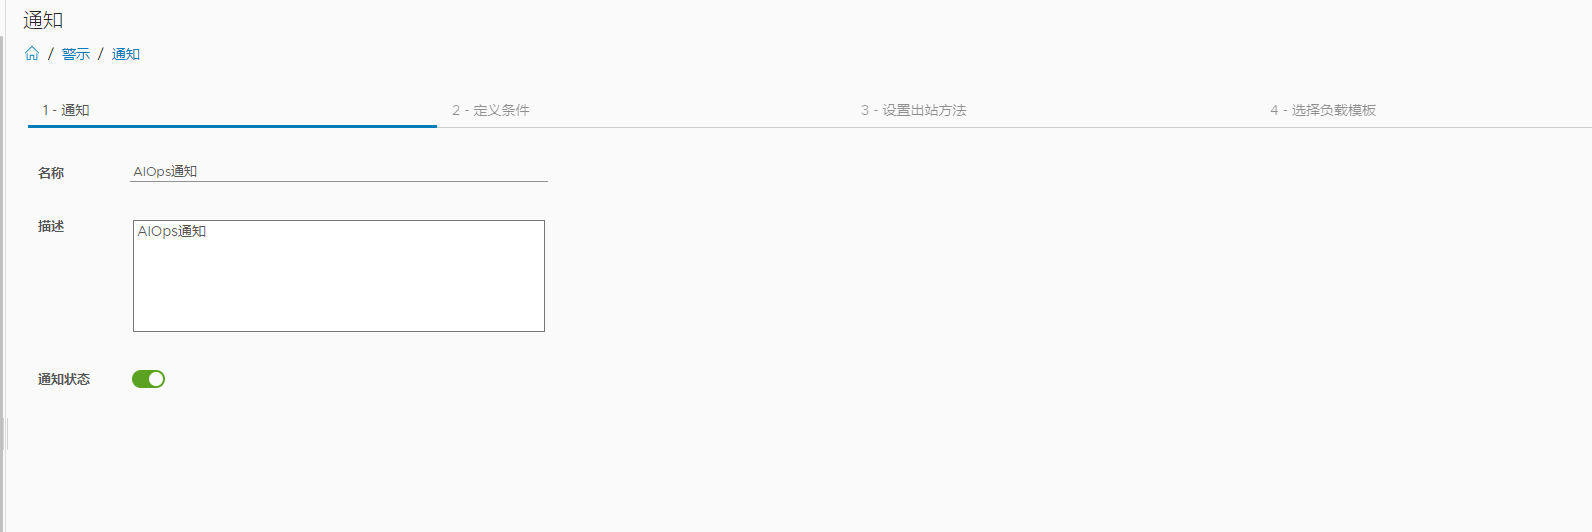 通知
/ 警示 / 通知
1 - 通知
2 - 定义条件
3 - 设置出站方法
4 - 选择负载模板
名称
AIOps通知
描述
AIOps通知
通知状态